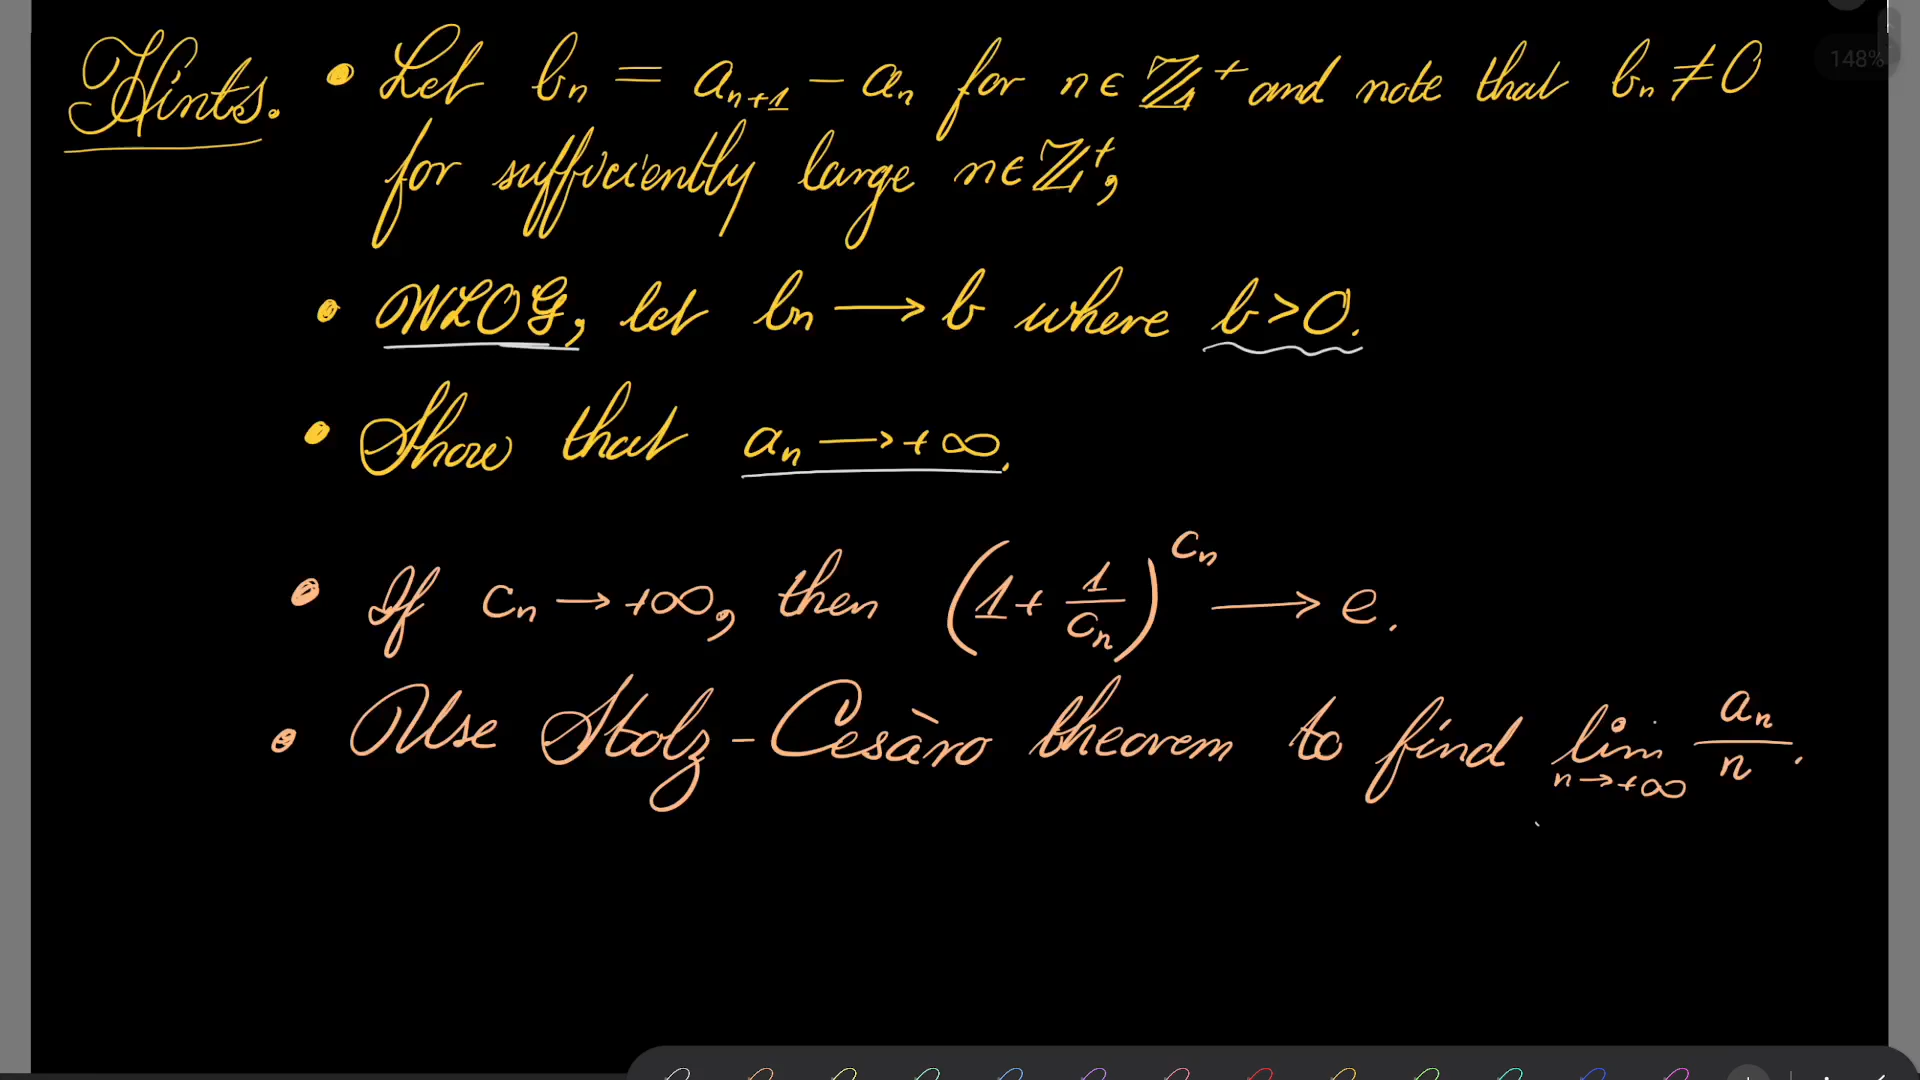 Hints. • Let bₙ = aₙ₊₁ − aₙ for n ∈ ℤ⁺ and note that bₙ ≠ 0
for sufficiently large n ∈ ℤ⁺,
• WLOG, let bₙ ⟶ b where b > 0.
• Show that aₙ ⟶ +∞.
• If cₙ → +∞, then (1 + 1/cₙ)^cₙ ⟶ e.
• Use Stolz-Cesàro theorem to find lim_{n→+∞} aₙ/n.
148%